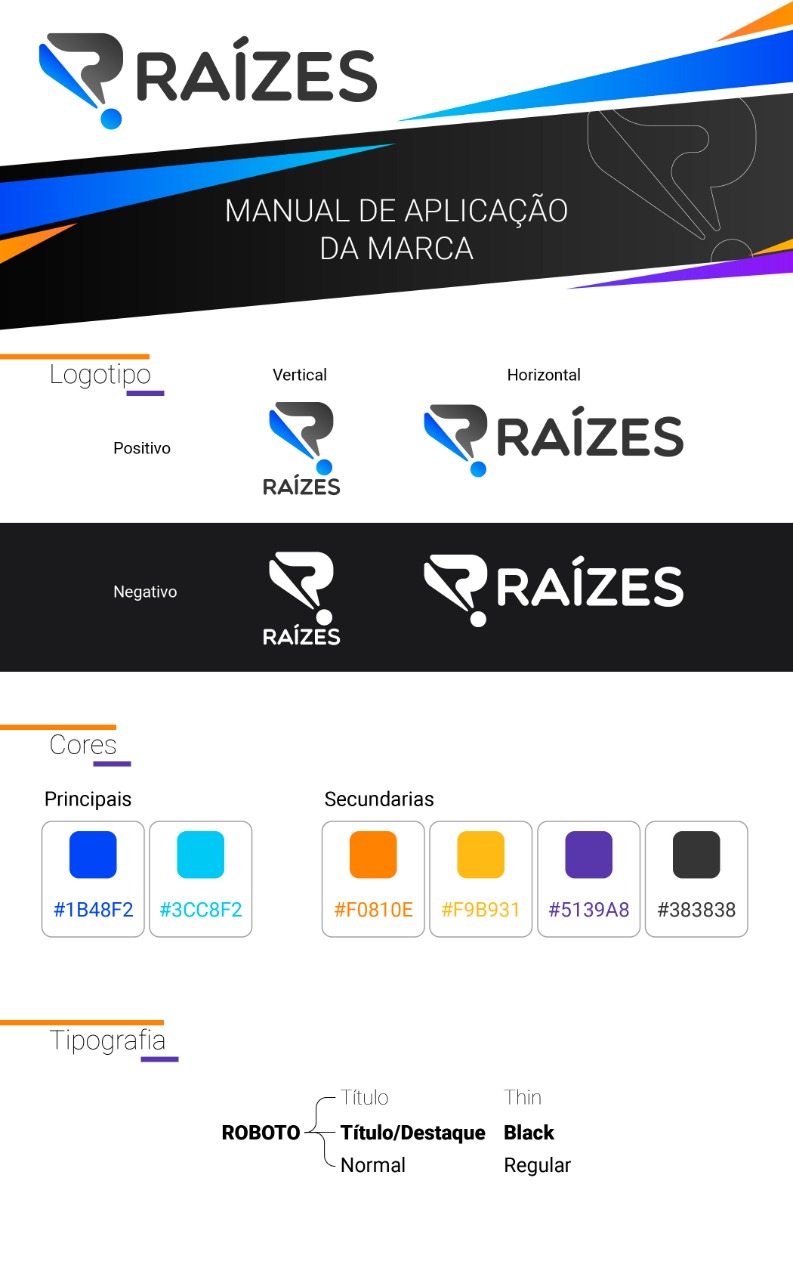 RAÍZES
MANUAL DE APLICAÇÃO
DA MARCA
Logotipo
Vertical
Horizontal
Positivo
RAÍZES
RAÍZES
Negativo
RAÍZES
RAÍZES
Cores
Principais
Secundarias
#1B48F2
#3CC8F2
#F0810E
#F9B931
#5139A8
#383838
Tipografia
Título
Thin
ROBOTO
Título/Destaque
Black
Normal
Regular